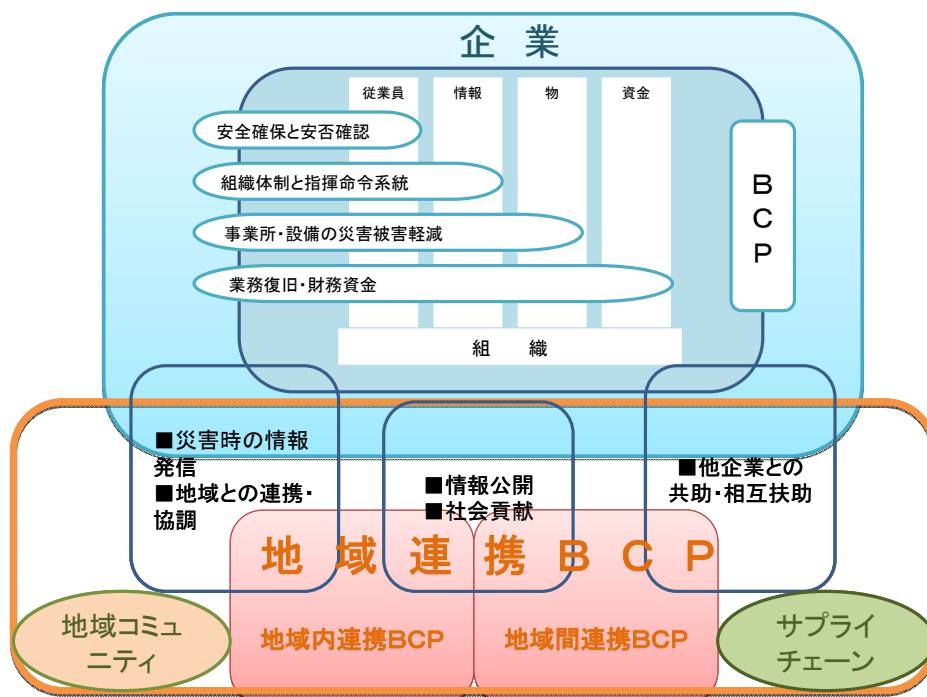 企 業
従業員 情報 物 資金
安全確保と安否確認
組織体制と指揮命令系統
事業所・設備の災害被害軽減
業務復旧・財務資金
BCP
組 織
■災害時の情報
発信
■地域との連携・
協調
■情報公開
■社会貢献
■他企業との
共助・相互扶助
地 域 連 携 B C P
地域内連携BCP
地域間連携BCP
地域コミュ
ニティ
サプライ
チェーン